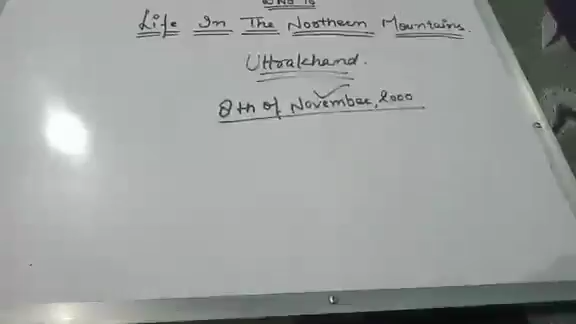 Life In The Northern Mountains.
Uttrakhand.
8th of November, 2000